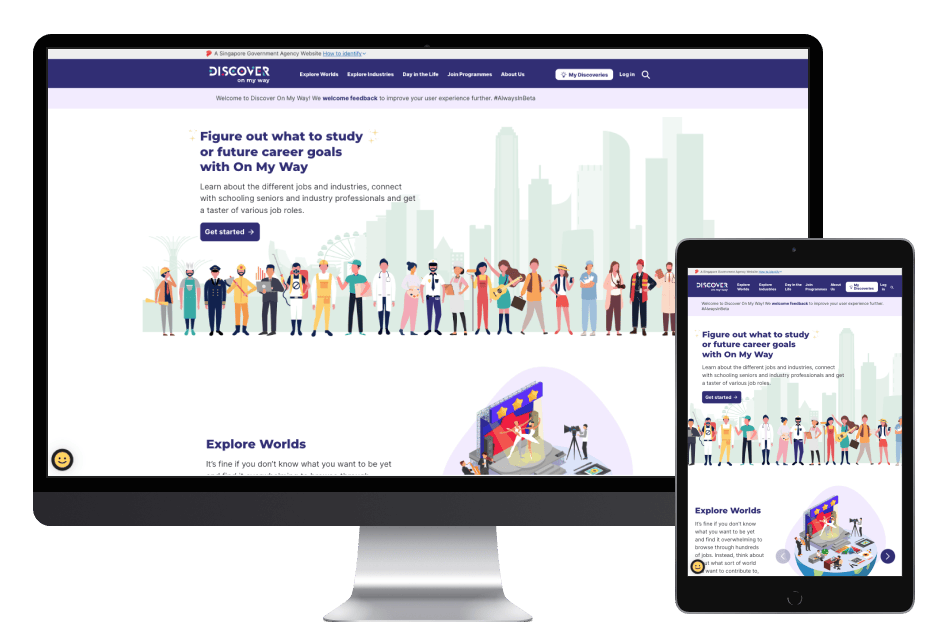 A Singapore Government Agency Website How to identify
DISCOVER
on my way
Explore Worlds Explore Industries Day in the Life Join Programmes About Us My Discoveries Log in
Welcome to Discover On My Way! We welcome feedback to improve your user experience further. #AlwaysInBeta
Figure out what to study
or future career goals
with On My Way
Learn about the different jobs and industries, connect
with schooling seniors and industry professionals and get
a taster of various job roles.
Get started →
Explore Worlds
It's fine if you don't know what you want to be yet
and find it overwhelming to browse through
A Singapore Government Agency Website How to identify
DISCOVER
on my way
Explore
Worlds
Explore
Industries
Day in the
Life
Join
Programmes
About
Us
My
Discoveries
Log
in
Welcome to Discover On My Way! We welcome feedback to improve your user experience further.
#AlwaysInBeta
Figure out what to study
or future career goals
with On My Way
Learn about the different jobs and industries, connect
with schooling seniors and industry professionals and get
a taster of various job roles.
Get started →
Explore Worlds
It's fine if you don't know
what you want to be yet
and find it overwhelming to
browse through hundreds
of jobs. Instead, think about
what sort of world
want to contribute to,